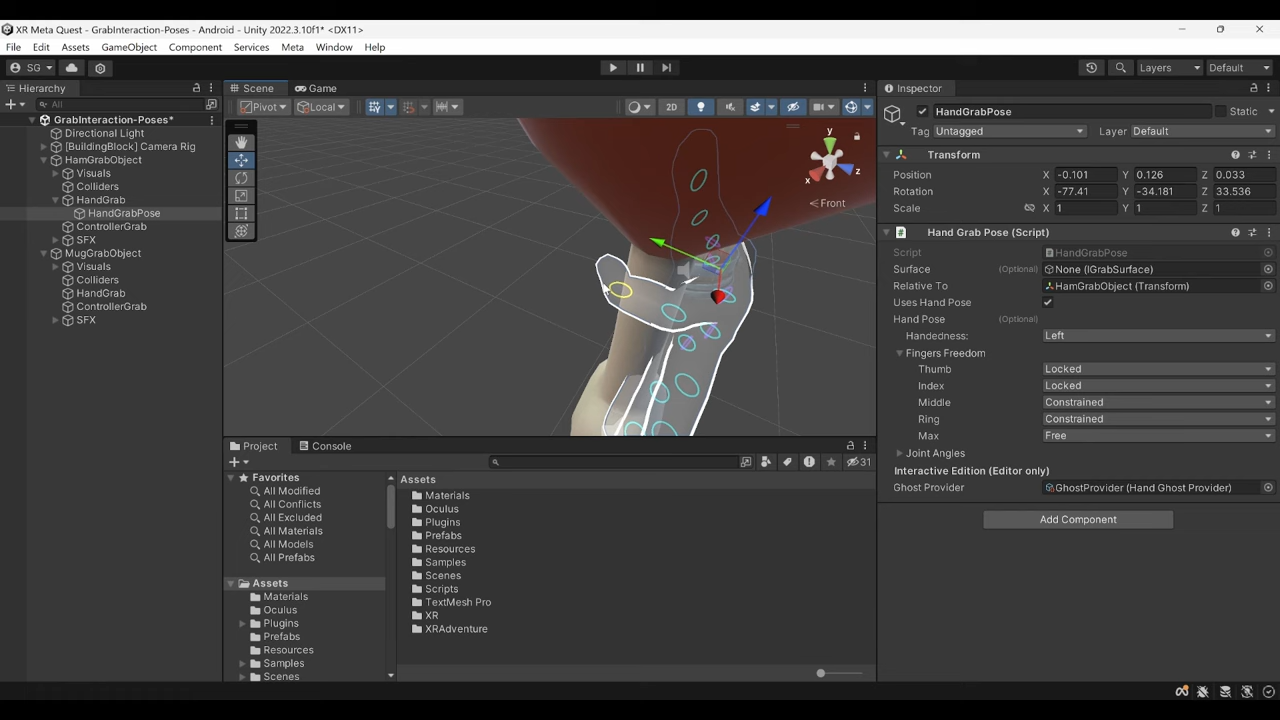 XR Meta Quest - GrabInteraction-Poses - Android - Unity 2022.3.10f1* <DX11>
File Edit Assets GameObject Component Services Meta Window Help
SG Layers Default
Hierarchy
All
GrabInteraction-Poses*
Directional Light
[BuildingBlock] Camera Rig
HamGrabObject
Visuals
Colliders
HandGrab
HandGrabPose
ControllerGrab
SFX
MugGrabObject
Visuals
Colliders
HandGrab
ControllerGrab
SFX
Scene Game
Pivot Local 2D
y
x
z
Front
Project Console
31
Favorites
All Modified
All Conflicts
All Excluded
All Materials
All Models
All Prefabs
Assets
Materials
Oculus
Plugins
Prefabs
Resources
Samples
Scenes
Assets
Materials
Oculus
Plugins
Prefabs
Resources
Samples
Scenes
Scripts
TextMesh Pro
XR
XRAdventure
Inspector
HandGrabPose Static
Tag Untagged Layer Default
Transform
Position X -0.101 Y 0.126 Z 0.033
Rotation X -77.41 Y -34.181 Z 33.536
Scale X 1 Y 1 Z 1
Hand Grab Pose (Script)
Script HandGrabPose
Surface (Optional) None (IGrabSurface)
Relative To HamGrabObject (Transform)
Uses Hand Pose
Hand Pose (Optional)
Handedness: Left
Fingers Freedom
Thumb Locked
Index Locked
Middle Constrained
Ring Constrained
Max Free
Joint Angles
Interactive Edition (Editor only)
Ghost Provider GhostProvider (Hand Ghost Provider)
Add Component